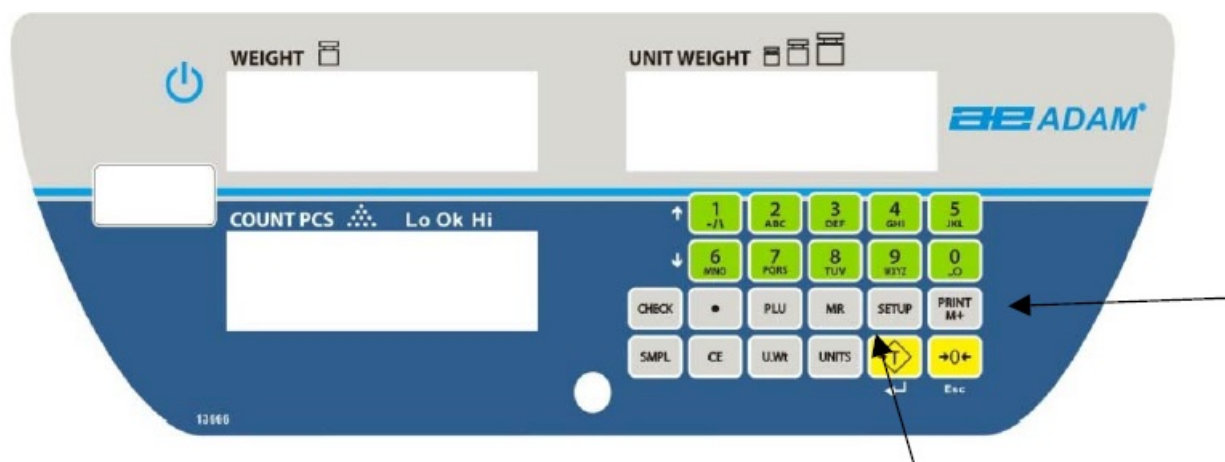 WEIGHT
UNIT WEIGHT
ae ADAM®
COUNT PCS Lo Ok Hi
1 2 3 4 5
ABC DEF GHI JKL
6 7 8 9 0
MNO PQRS TUV WXYZ
CHECK • PLU MR SETUP PRINT M+
SMPL CE U.Wt UNITS T →0←
Esc